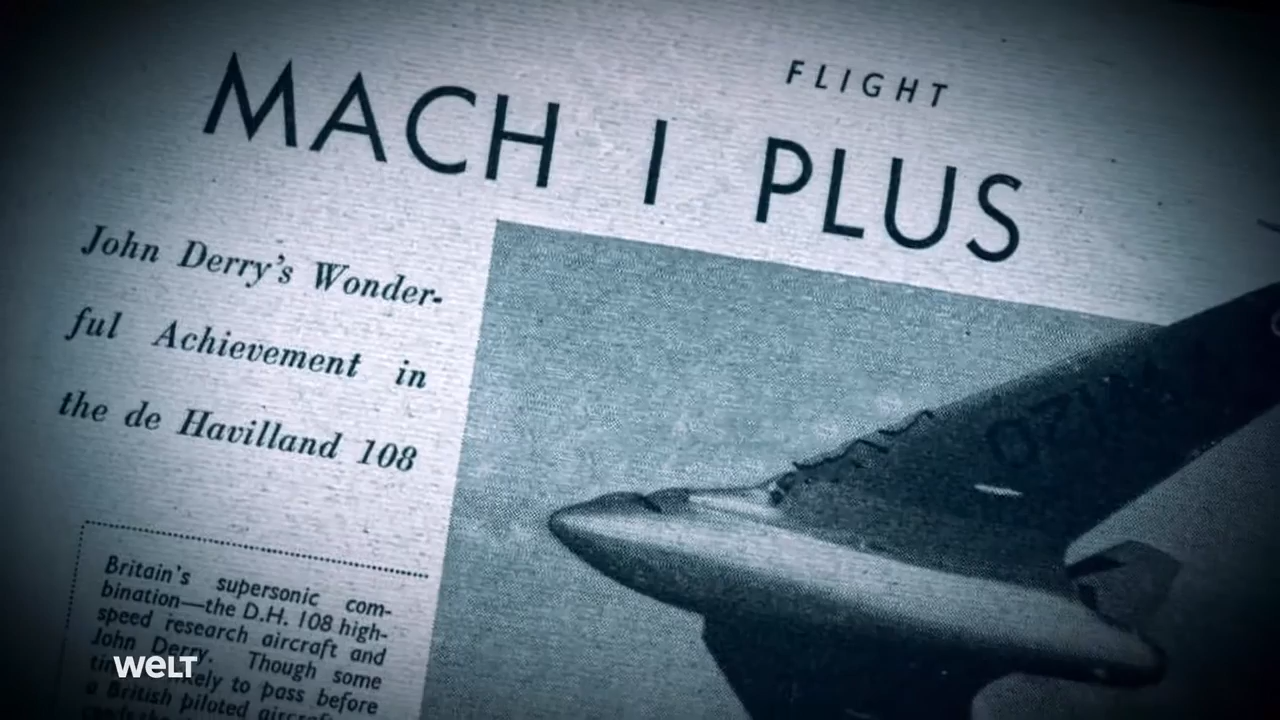 FLIGHT
MACH I PLUS
John Derry's Wonder-
ful Achievement in
the de Havilland 108
Britain's supersonic com-
bination—the D.H. 108 high-
speed research aircraft and
John Derry. Though some
to pass before
a British piloted
WELT